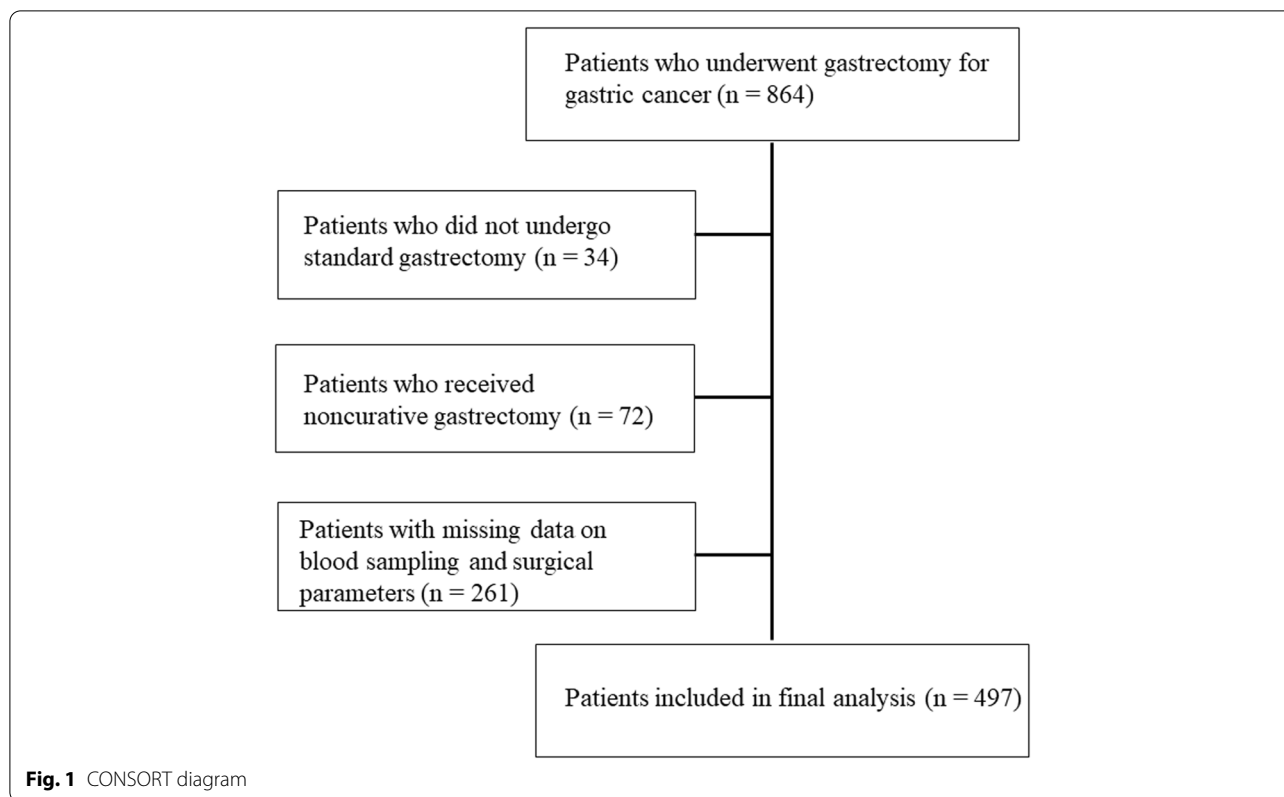 Patients who underwent gastrectomy for
gastric cancer (n = 864)
Patients who did not undergo
standard gastrectomy (n = 34)
Patients who received
noncurative gastrectomy (n = 72)
Patients with missing data on
blood sampling and surgical
parameters (n = 261)
Patients included in final analysis (n = 497)
Fig. 1 CONSORT diagram